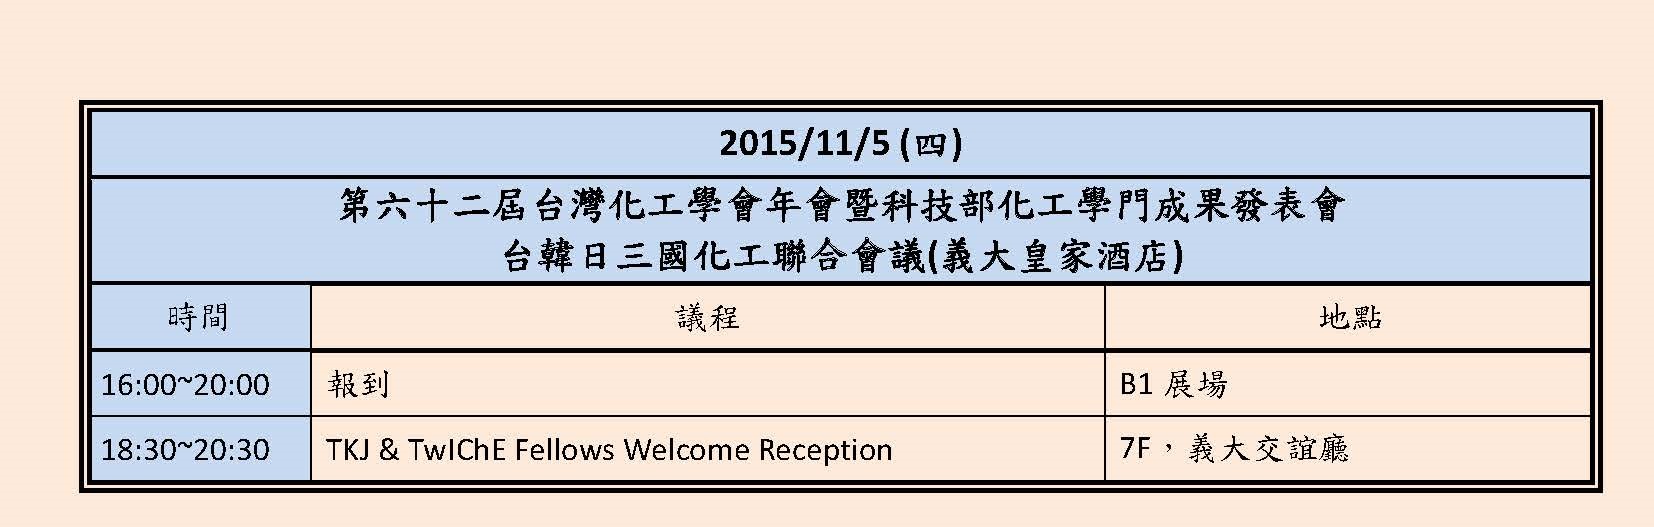 2015/11/5 (四)
第六十二屆台灣化工學會年會暨科技部化工學門成果發表會
台韓日三國化工聯合會議(義大皇家酒店)
時間 議程 地點
16:00~20:00 報到 B1 展場
18:30~20:30 TKJ & TwIChE Fellows Welcome Reception 7F，義大交誼廳